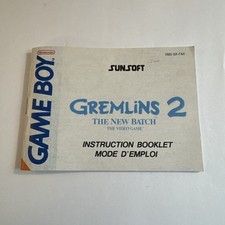 SUNSOFT
GAME BOY
GREMLINS 2
THE NEW BATCH
THE VIDEO GAME
INSTRUCTION BOOKLET
MODE D'EMPLOI